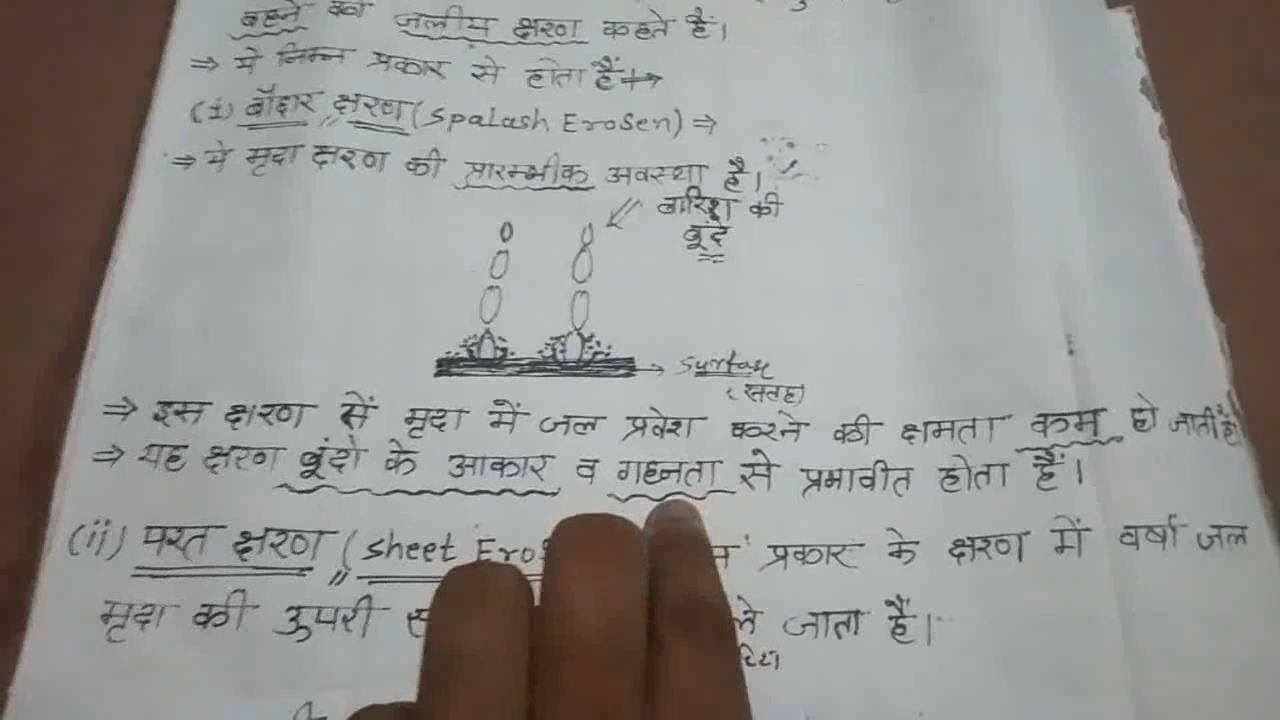 बहने को जलीय क्षरण कहते हैं।
⇒ ये निम्न प्रकार से होता हैं→
(i) बौछार क्षरण (Spalash Erosen) ⇒
⇒ ये मृदा क्षरण की प्रारम्भीक अवस्था है।
बारिश की
बूंदे
Surface
(सतह)
⇒ इस क्षरण सें मृदा में जल प्रवेश करने की क्षमता कम हो जाती हैं।
⇒ यह क्षरण बूंदो के आकार व गहनता से प्रभावीत होता हैं।
(ii) परत क्षरण (Sheet Ero प्रकार के क्षरण में वर्षा जल
मृदा की ऊपरी ले जाता हैं।